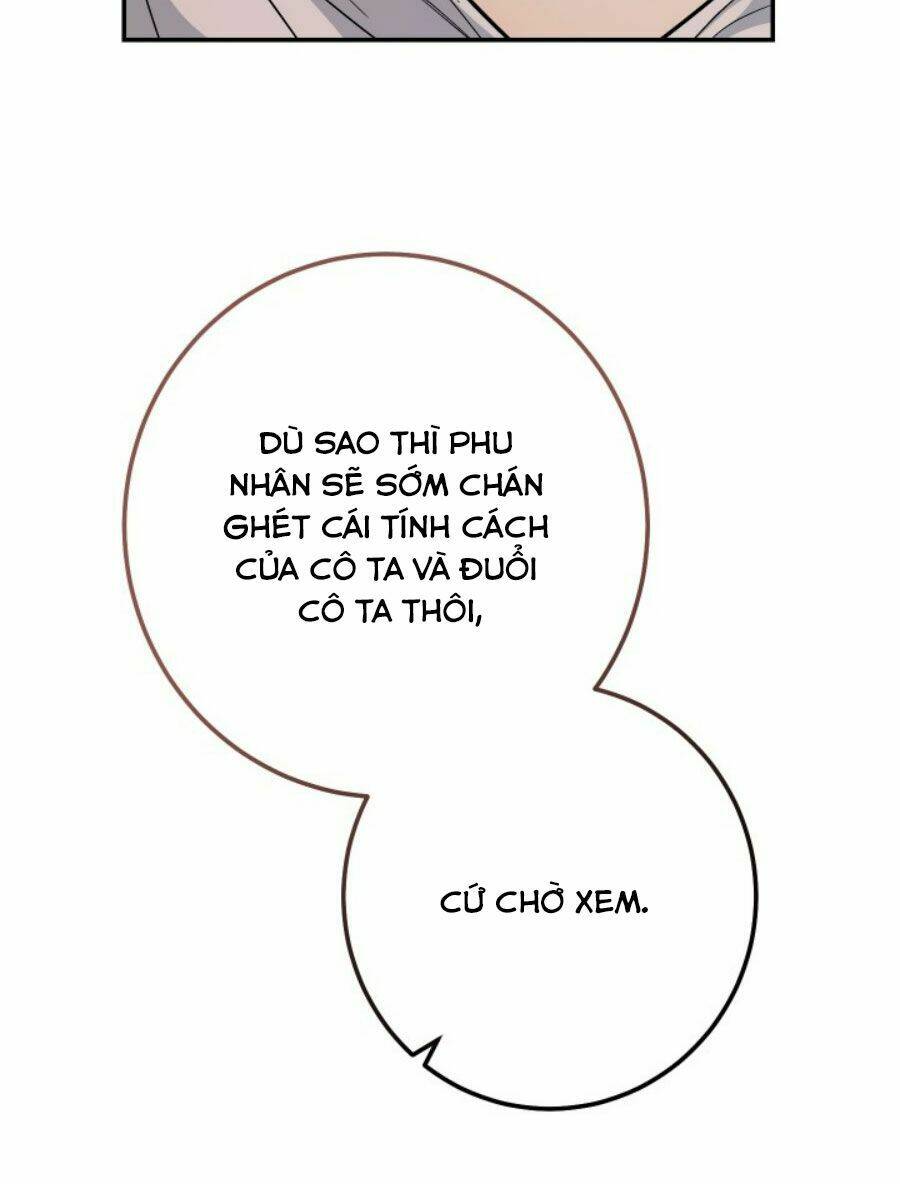 DÙ SAO THÌ PHU
NHÂN SẼ SỚM CHÁN
GHÉT CÁI TÍNH CÁCH
CỦA CÔ TA VÀ ĐUỔI
CÔ TA THÔI,
CỨ CHỜ XEM.